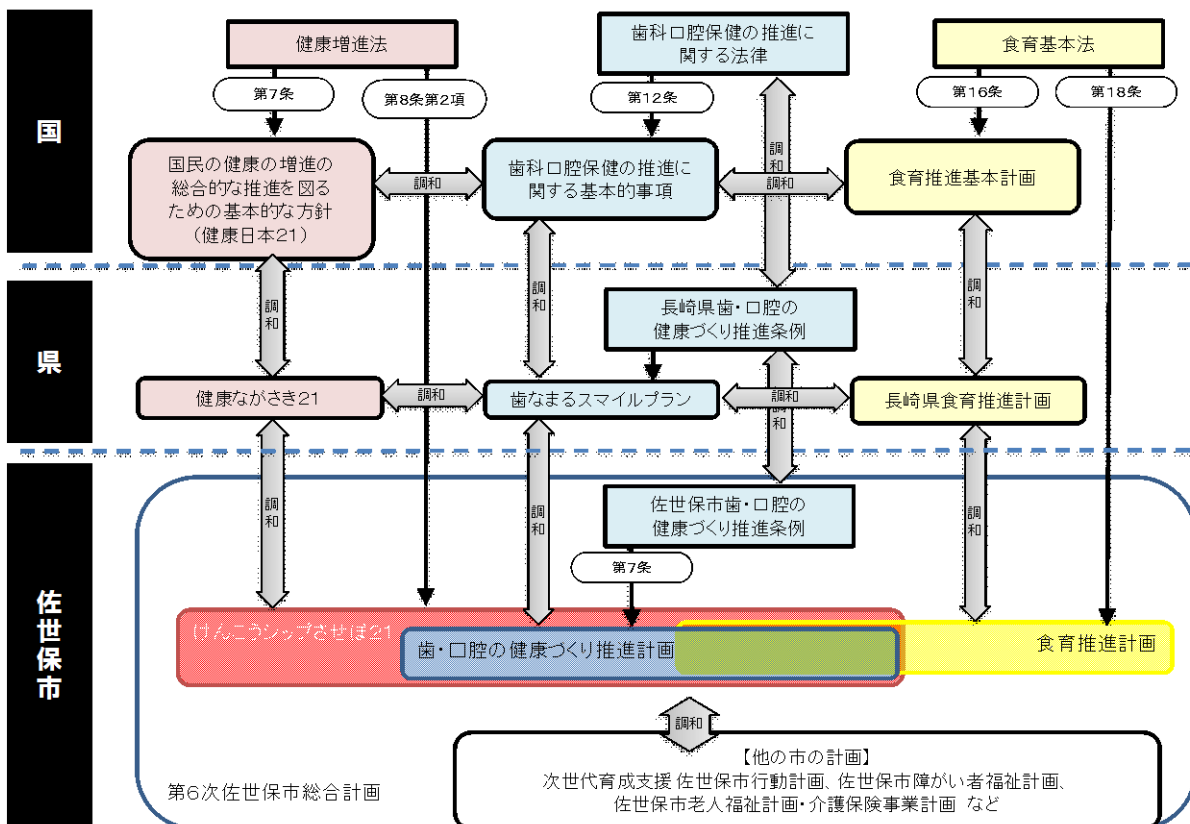 国
健康増進法
歯科口腔保健の推進に
関する法律
食育基本法
第7条
第8条第2項
第12条
第16条
第18条
国民の健康の増進の
総合的な推進を図る
ための基本的な方針
（健康日本21）
調和
歯科口腔保健の推進に
関する基本的事項
調和
調和
食育推進基本計画
調和
調和
調和
県
長崎県歯・口腔の
健康づくり推進条例
健康ながさき21
調和
歯なまるスマイルプラン
調和
調和
長崎県食育推進計画
佐世保市
調和
調和
調和
佐世保市歯・口腔の
健康づくり推進条例
第7条
けんこうシップさせぼ21
歯・口腔の健康づくり推進計画
食育推進計画
調和
第6次佐世保市総合計画
【他の市の計画】
次世代育成支援 佐世保市行動計画、佐世保市障がい者福祉計画、
佐世保市老人福祉計画・介護保険事業計画 など